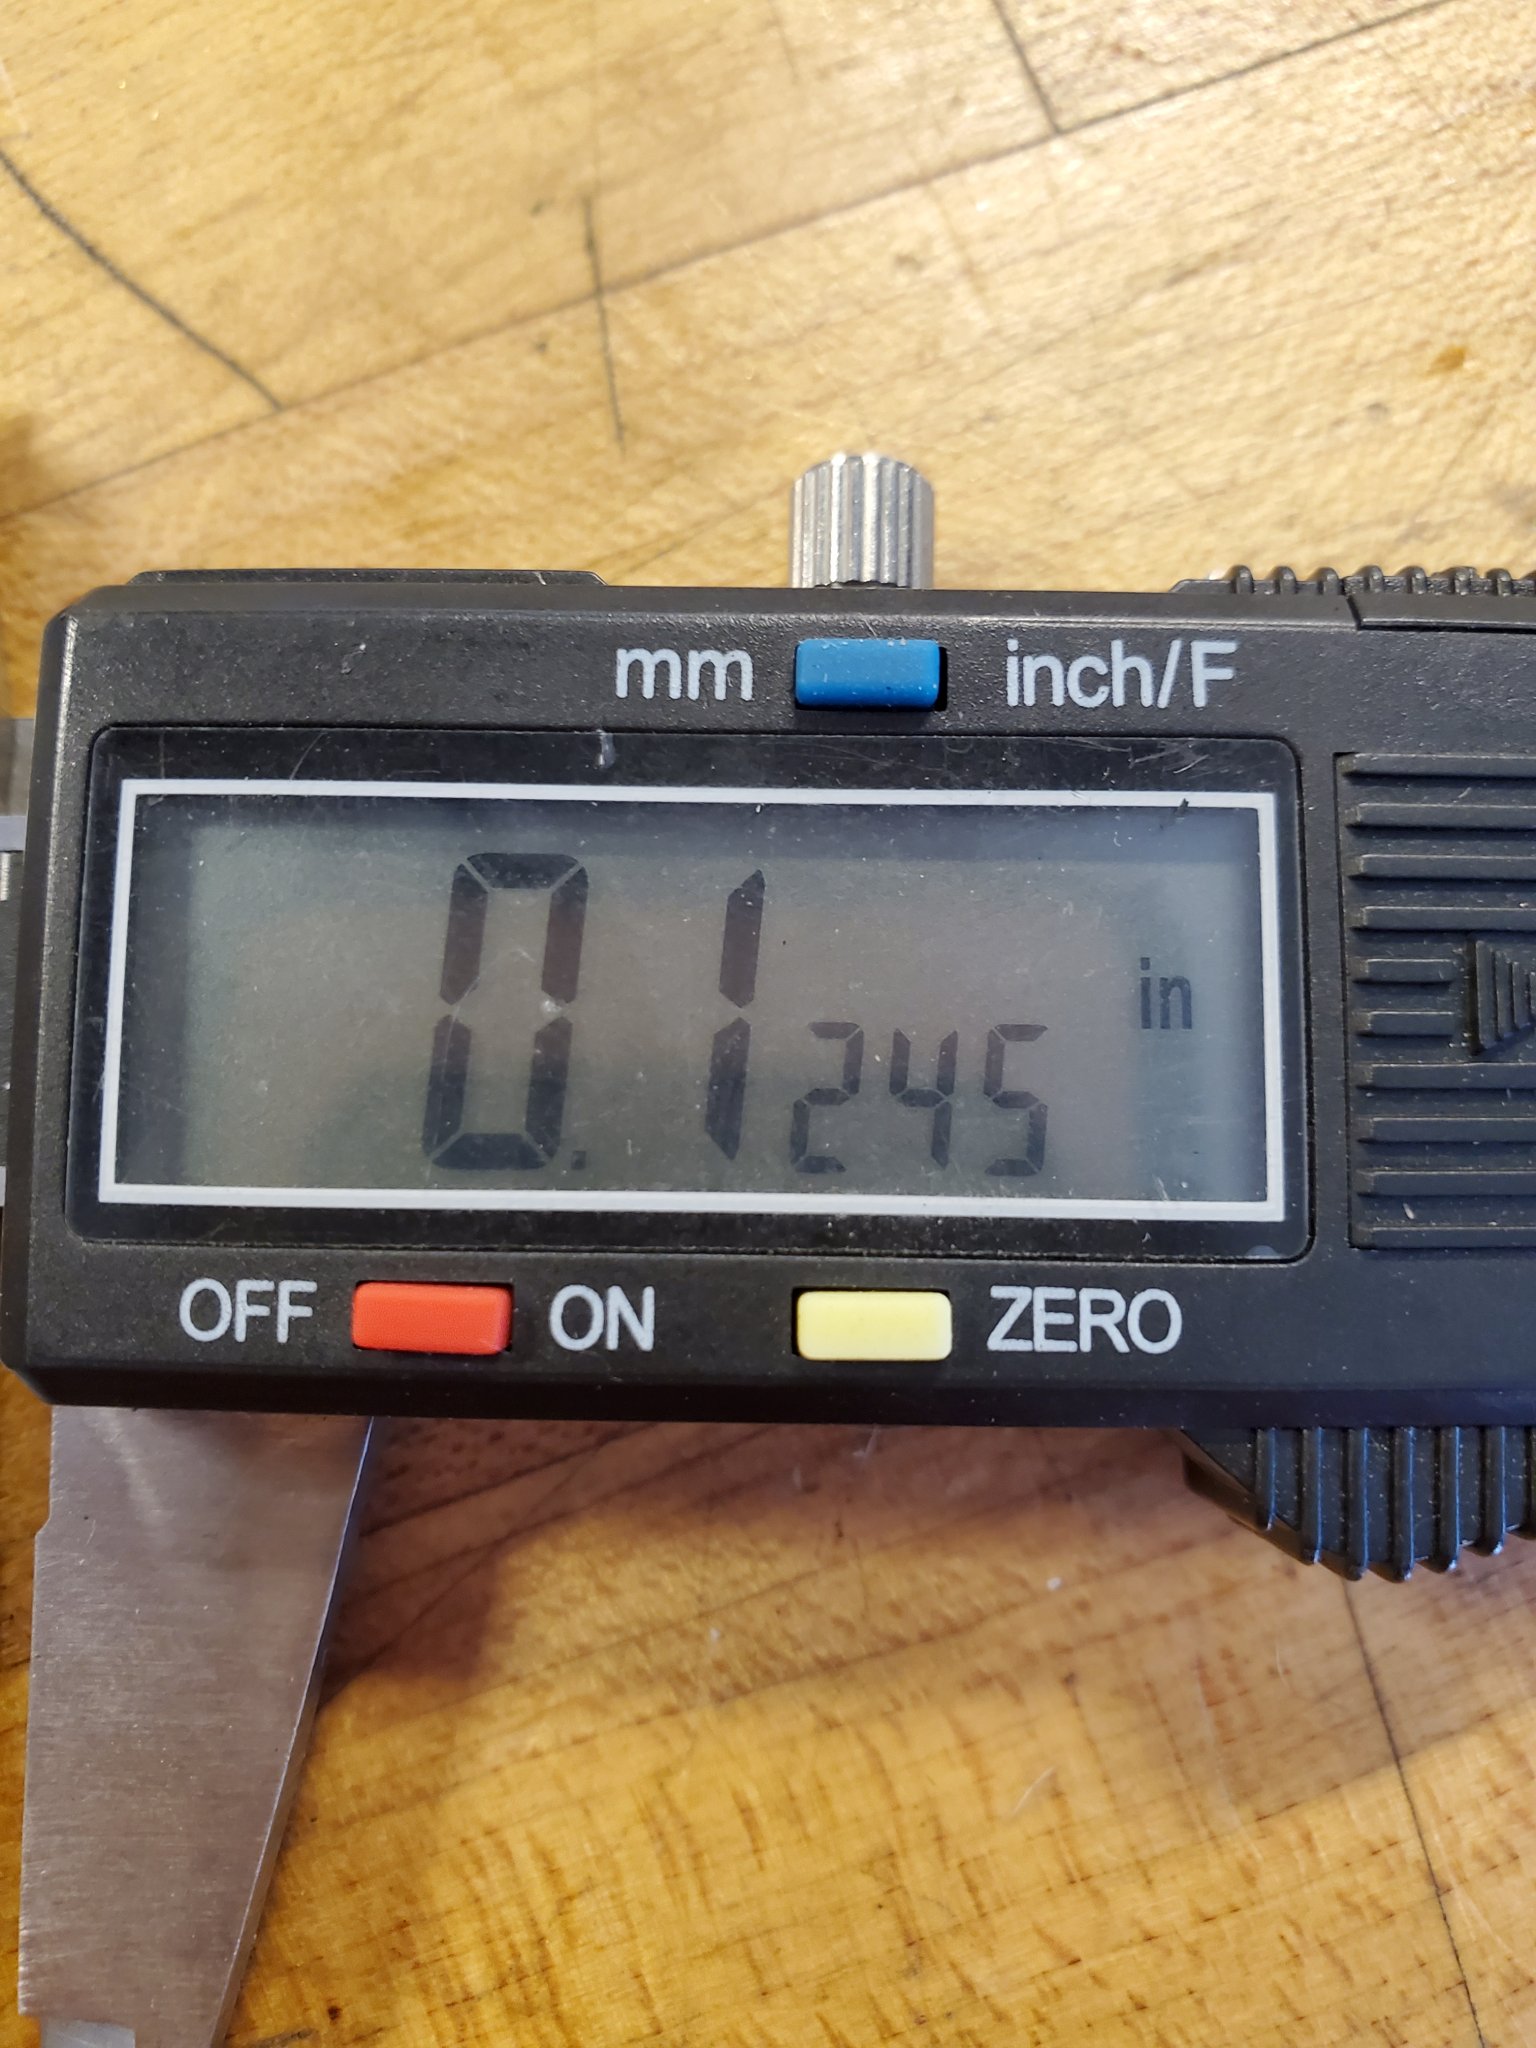 mm inch/F
0.1245 in
OFF ON ZERO